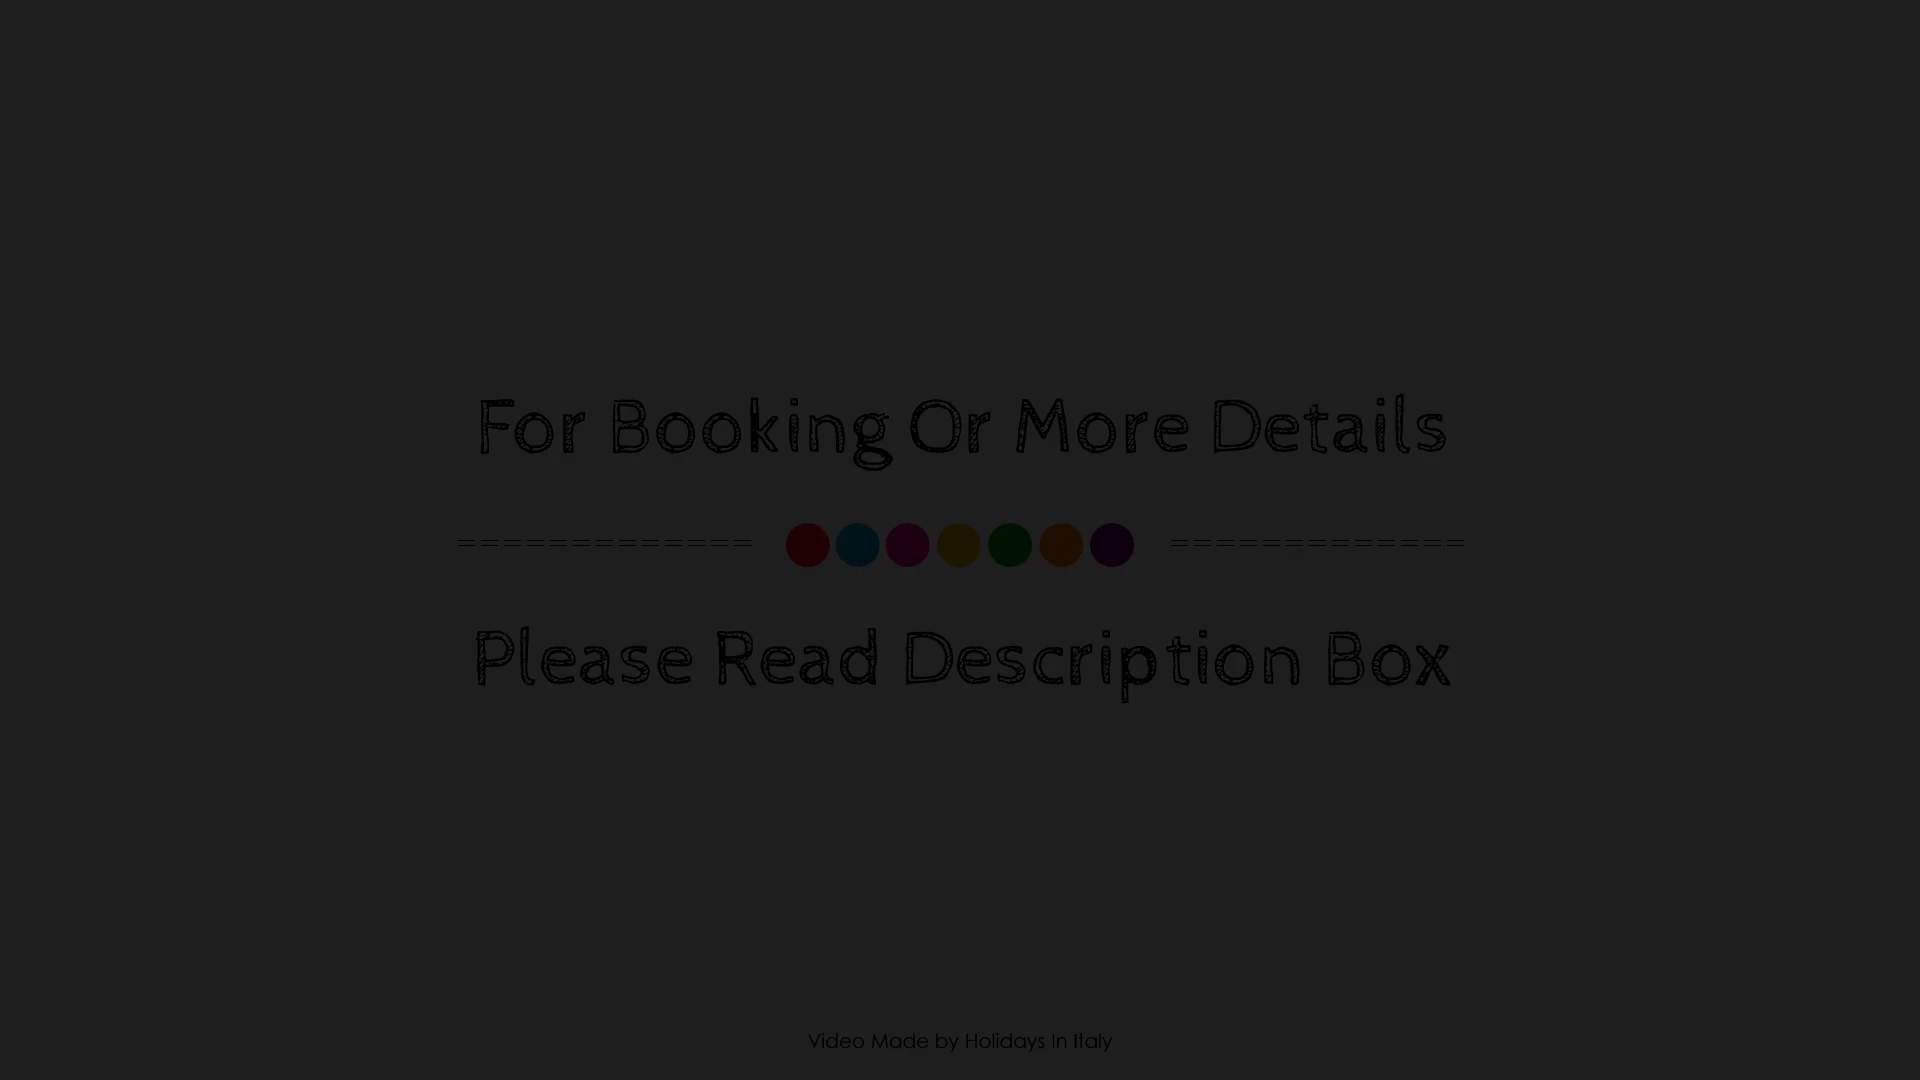 For Booking Or More Details
============= =============
Please Read Description Box
Video Made by Holidays In Italy